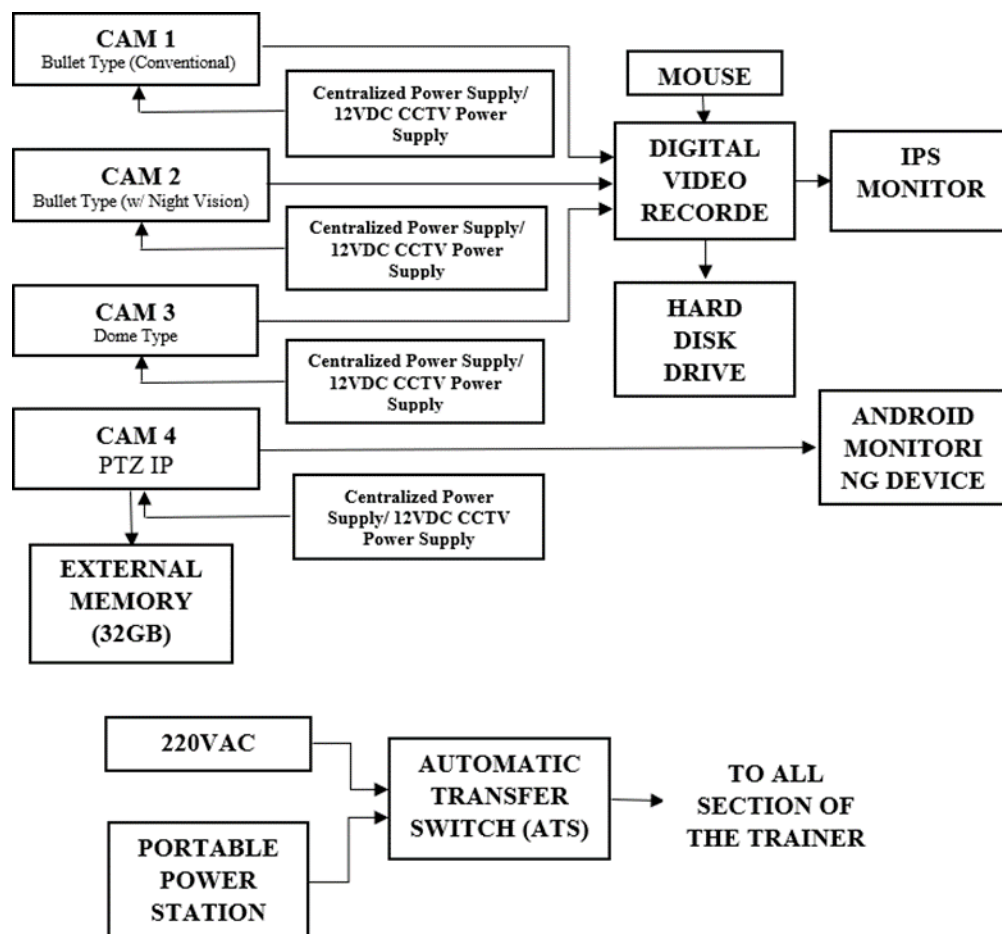 CAM 1
Bullet Type (Conventional)
Centralized Power Supply/
12VDC CCTV Power
Supply
MOUSE
DIGITAL
VIDEO
RECORDE
IPS
MONITOR
CAM 2
Bullet Type (w/ Night Vision)
Centralized Power Supply/
12VDC CCTV Power
Supply
CAM 3
Dome Type
HARD
DISK
DRIVE
Centralized Power Supply/
12VDC CCTV Power
Supply
CAM 4
PTZ IP
ANDROID
MONITORI
NG DEVICE
Centralized Power
Supply/ 12VDC CCTV
Power Supply
EXTERNAL
MEMORY
(32GB)
220VAC
AUTOMATIC
TRANSFER
SWITCH (ATS)
TO ALL
SECTION OF
THE TRAINER
PORTABLE
POWER
STATION